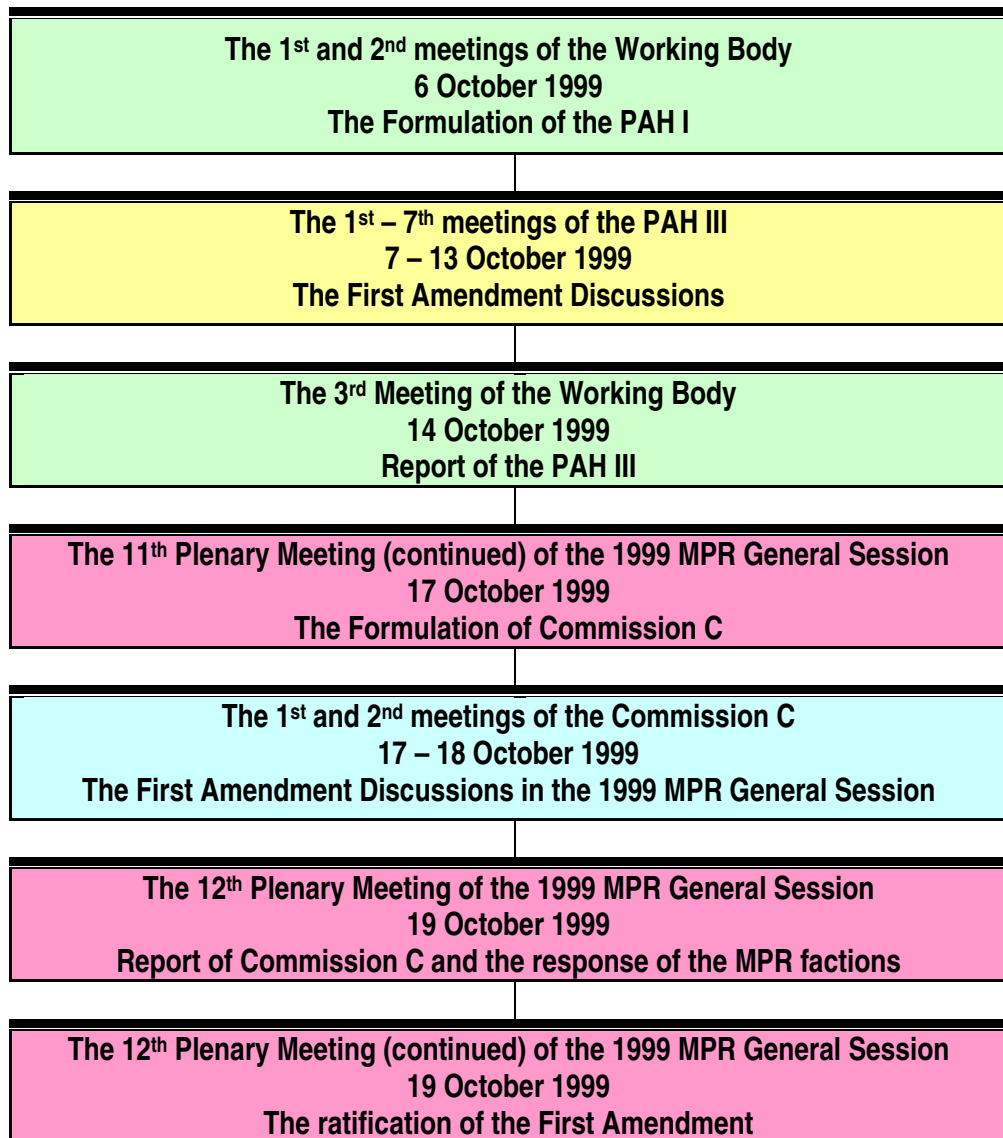 The 1st and 2nd meetings of the Working Body
6 October 1999
The Formulation of the PAH I
The 1st – 7th meetings of the PAH III
7 – 13 October 1999
The First Amendment Discussions
The 3rd Meeting of the Working Body
14 October 1999
Report of the PAH III
The 11th Plenary Meeting (continued) of the 1999 MPR General Session
17 October 1999
The Formulation of Commission C
The 1st and 2nd meetings of the Commission C
17 – 18 October 1999
The First Amendment Discussions in the 1999 MPR General Session
The 12th Plenary Meeting of the 1999 MPR General Session
19 October 1999
Report of Commission C and the response of the MPR factions
The 12th Plenary Meeting (continued) of the 1999 MPR General Session
19 October 1999
The ratification of the First Amendment